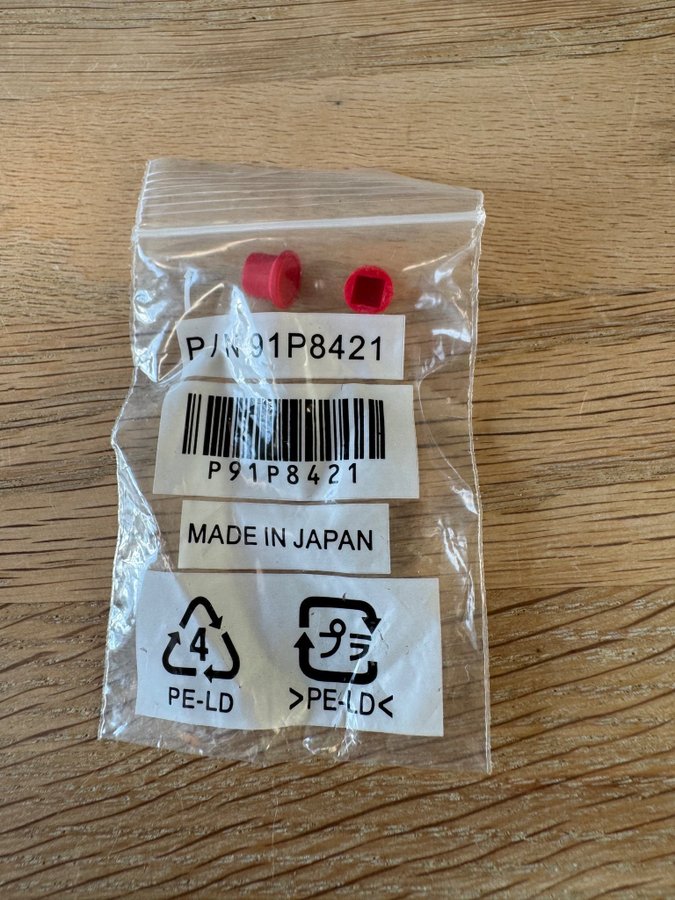 P/N 91P8421
P91P8421
MADE IN JAPAN
4 プラ
PE-LD >PE-LD<